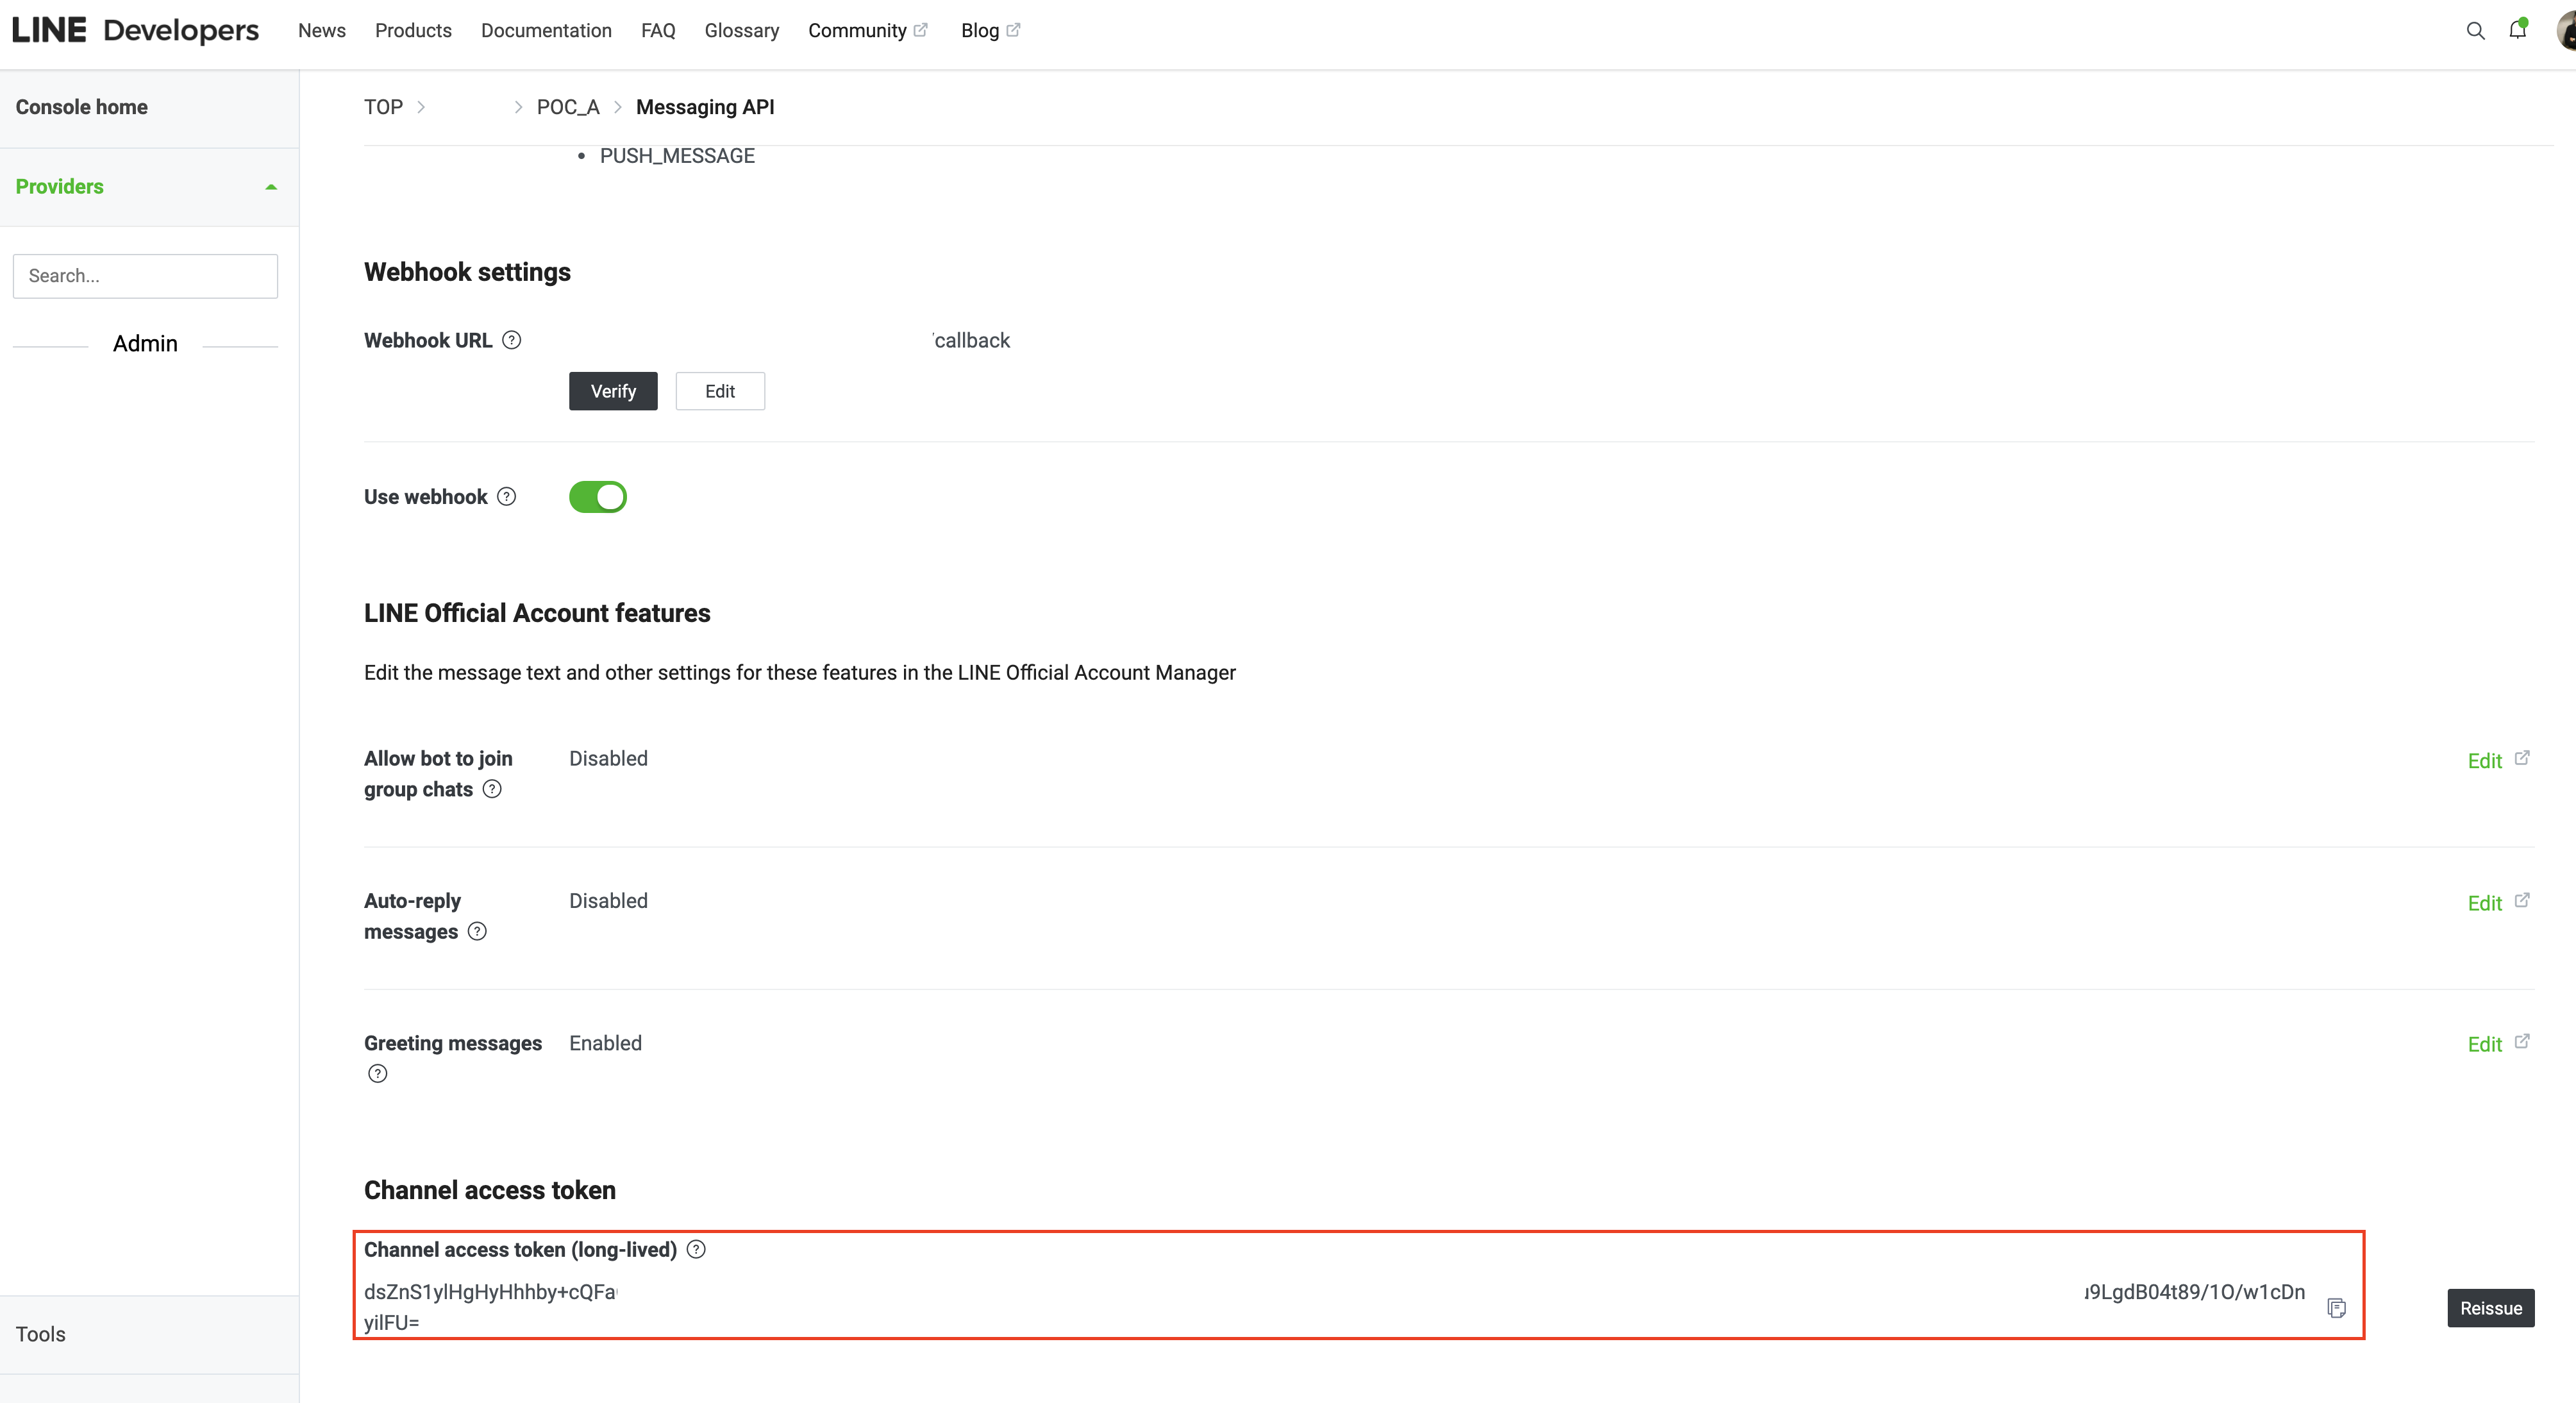 LINE Developers News Products Documentation FAQ Glossary Community Blog
Console home
Providers
Search...
Admin
Tools
TOP > > POC_A > Messaging API
• PUSH_MESSAGE
Webhook settings
Webhook URL callback
Verify Edit
Use webhook
LINE Official Account features
Edit the message text and other settings for these features in the LINE Official Account Manager
Allow bot to join Disabled Edit
group chats
Auto-reply Disabled Edit
messages
Greeting messages Enabled Edit
Channel access token
Channel access token (long-lived)
dsZnS1ylHgHyHhhby+cQFa 9LgdB04t89/1O/w1cDn
yilFU=
Reissue